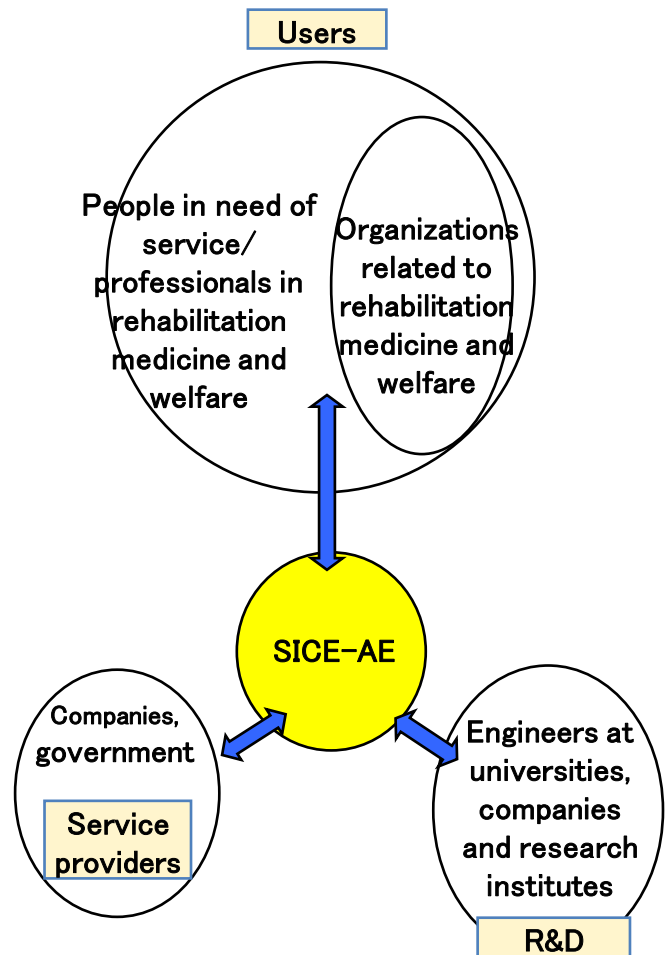 Users
People in need of
service/
professionals in
rehabilitation
medicine and
welfare
Organizations
related to
rehabilitation
medicine and
welfare
SICE-AE
Companies,
government
Service
providers
Engineers at
universities,
companies
and research
institutes
R&D